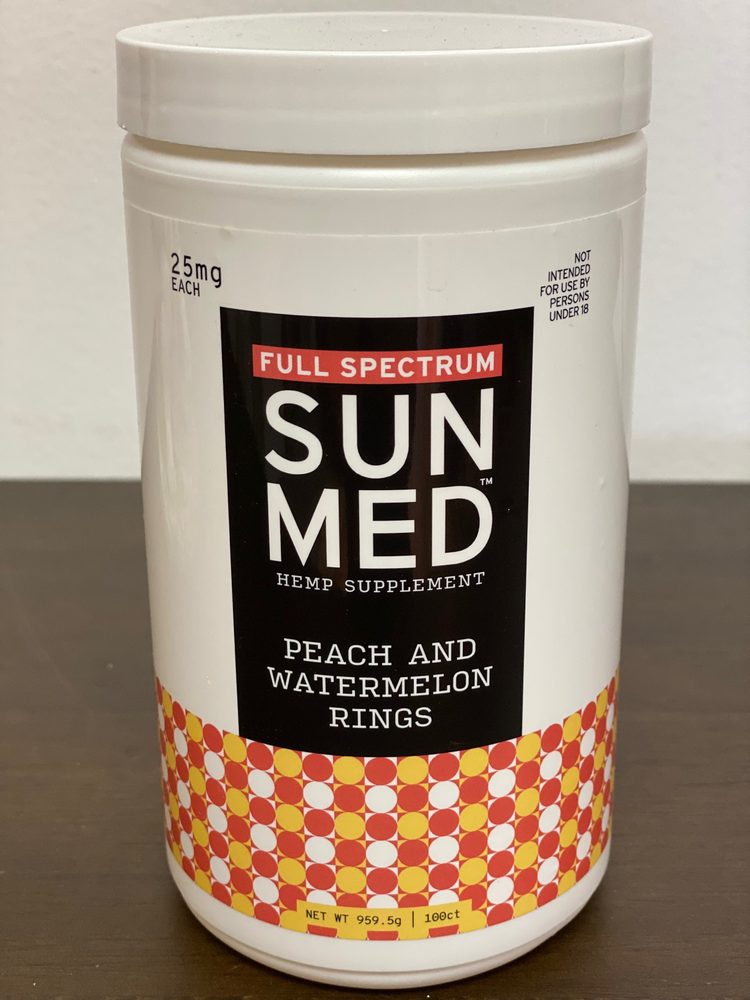 25mg
EACH
NOT
INTENDED
FOR USE BY
PERSONS
UNDER 18
FULL SPECTRUM
SUN
MED™
HEMP SUPPLEMENT
PEACH AND
WATERMELON
RINGS
NET WT 959.5g | 100ct